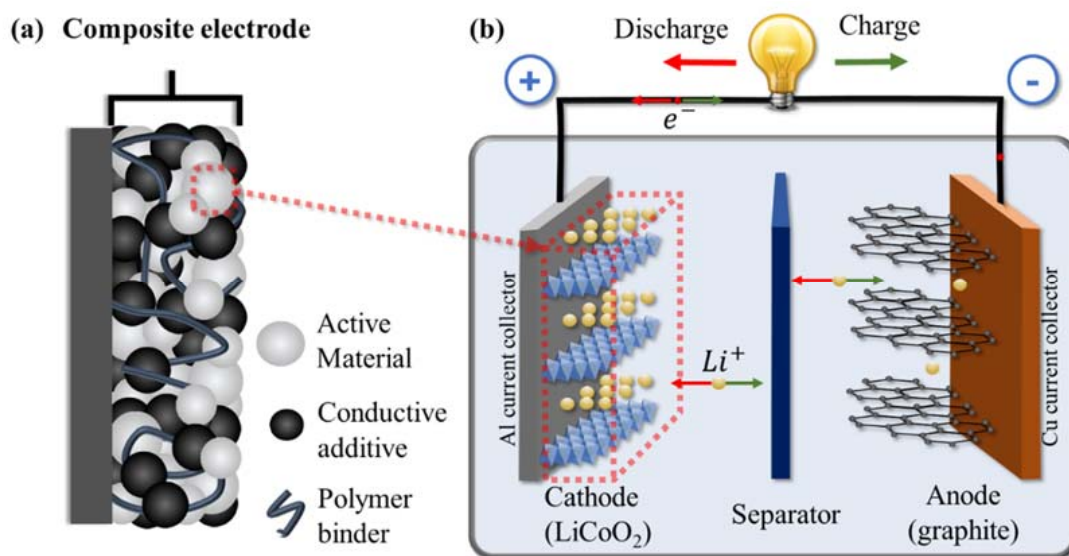 (a) Composite electrode
Active
Material
Conductive
additive
Polymer
binder
(b)
Discharge
Charge
+
-
e⁻
Al current collector
Li⁺
Cu current collector
Cathode
(LiCoO₂)
Separator
Anode
(graphite)